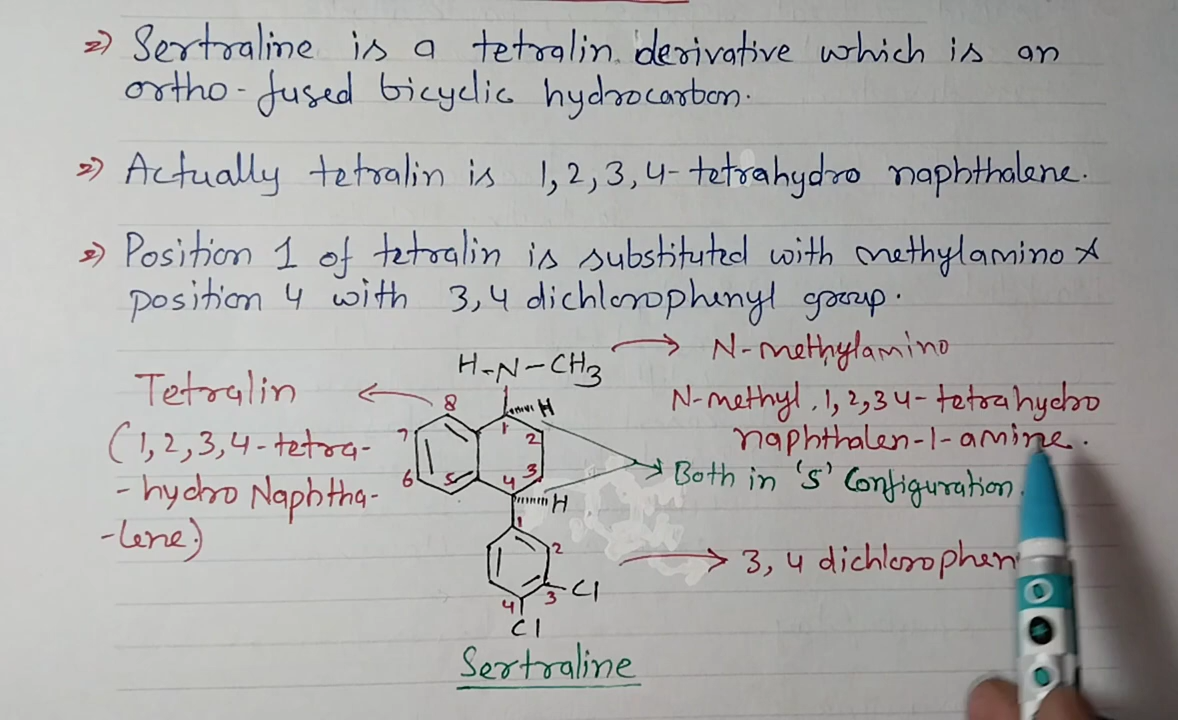 =) Sertraline is a tetralin derivative which is an
ortho-fused bicyclic hydrocarbon.
=) Actually tetralin is 1,2,3,4-tetrahydro naphthalene.
=) Position 1 of tetralin is substituted with methylamino &
position 4 with 3,4 dichlorophenyl group.
H-N-CH3 → N-methylamino
Tetralin ←
(1,2,3,4-tetra-
-hydro Naphtha-
-lene)
N-methyl.1,2,3 4-tetrahydro
naphthalen-1-amine.
→ Both in 'S' Configuration.
8
7
6
5
1
2
3
4
H
H
→ 3,4 dichlorophen
1
2
3
4
Cl
Cl
Sertraline